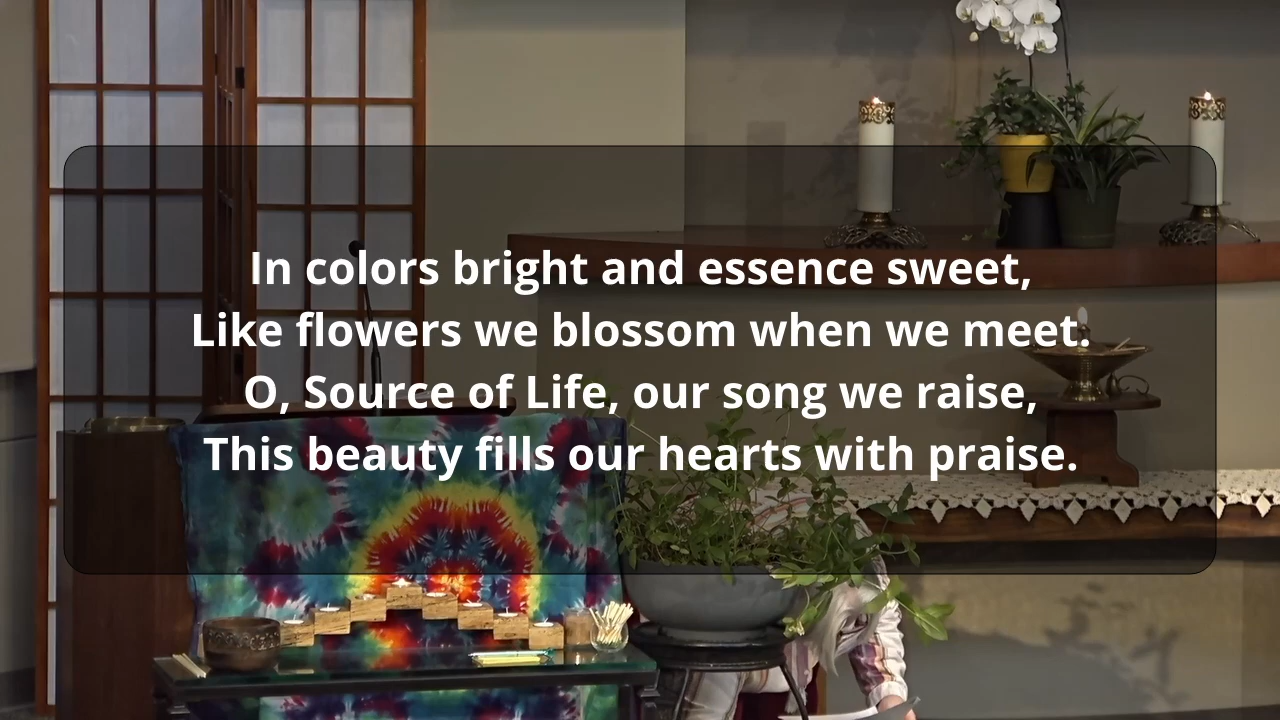 In colors bright and essence sweet,
Like flowers we blossom when we meet.
O, Source of Life, our song we raise,
This beauty fills our hearts with praise.